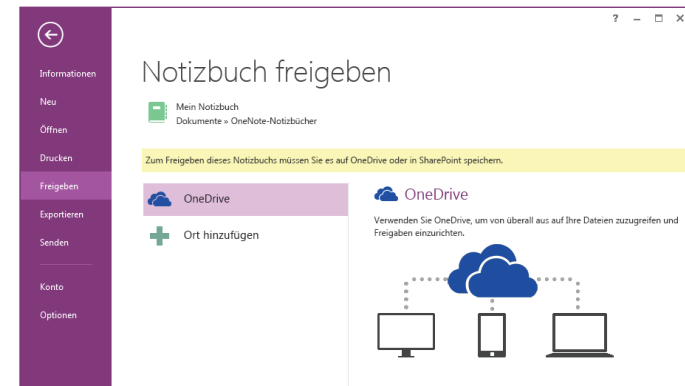 ?
Informationen
Neu
Öffnen
Drucken
Freigeben
Exportieren
Senden
Konto
Optionen
Notizbuch freigeben
Mein Notizbuch
Dokumente » OneNote-Notizbücher
Zum Freigeben dieses Notizbuchs müssen Sie es auf OneDrive oder in SharePoint speichern.
OneDrive
Ort hinzufügen
OneDrive
Verwenden Sie OneDrive, um von überall aus auf Ihre Dateien zuzugreifen und
Freigaben einzurichten.